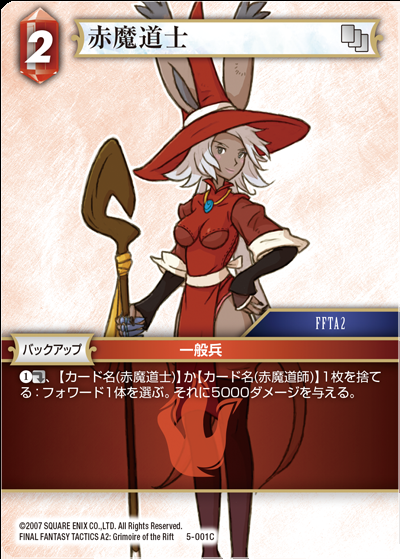 2
赤魔道士
FFTA2
バックアップ
一般兵
❶、【カード名(赤魔道士)】か【カード名(赤魔道師)】1枚を捨て
る：フォワード1体を選ぶ。それに5000ダメージを与える。
©2007 SQUARE ENIX CO.,LTD. All Rights Reserved.
FINAL FANTASY TACTICS A2: Grimoire of the Rift 5-001C